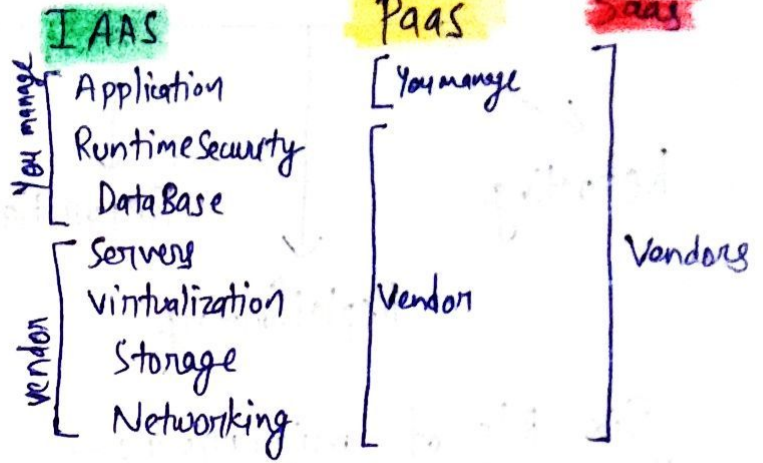 IAAS Paas Saas
You manage
Application [You manage
Runtime Security
DataBase
Servers Vendors
vendor
Virtualization Vendor
Storage
Networking